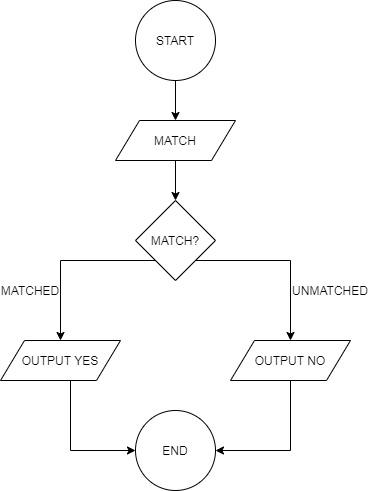 START
MATCH
MATCH?
MATCHED
UNMATCHED
OUTPUT YES
OUTPUT NO
END